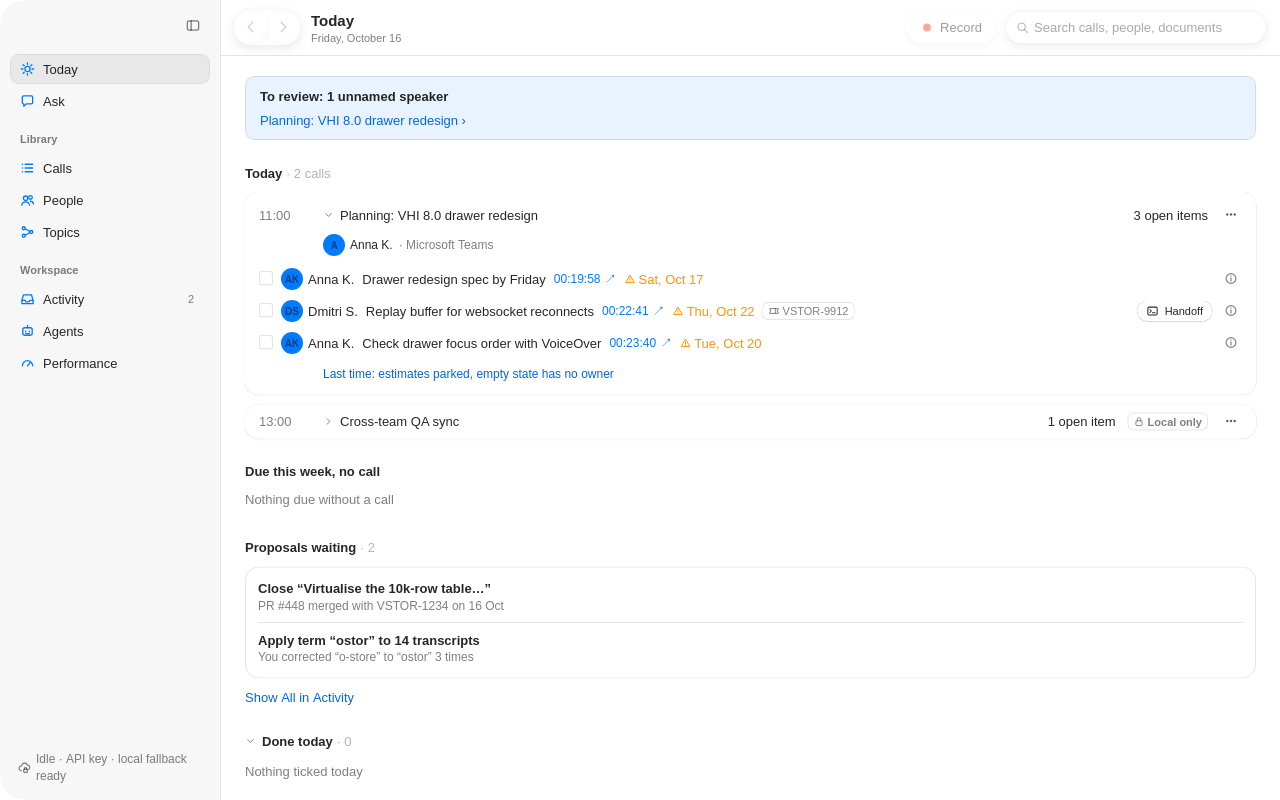 Today
Friday, October 16
Record
Search calls, people, documents
Today
Ask
Library
Calls
People
Topics
Workspace
Activity 2
Agents
Performance
Idle · API key · local fallback
ready
To review: 1 unnamed speaker
Planning: VHI 8.0 drawer redesign ›
Today · 2 calls
11:00 Planning: VHI 8.0 drawer redesign 3 open items
A Anna K. · Microsoft Teams
AK Anna K. Drawer redesign spec by Friday 00:19:58 ↗ Sat, Oct 17
DS Dmitri S. Replay buffer for websocket reconnects 00:22:41 ↗ Thu, Oct 22 VSTOR-9912 Handoff
AK Anna K. Check drawer focus order with VoiceOver 00:23:40 ↗ Tue, Oct 20
Last time: estimates parked, empty state has no owner
13:00 Cross-team QA sync 1 open item Local only
Due this week, no call
Nothing due without a call
Proposals waiting · 2
Close “Virtualise the 10k-row table…”
PR #448 merged with VSTOR-1234 on 16 Oct
Apply term “ostor” to 14 transcripts
You corrected “o-store” to “ostor” 3 times
Show All in Activity
Done today · 0
Nothing ticked today